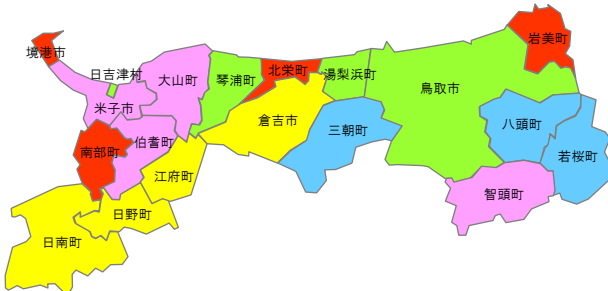 岩美町
境港市
日吉津村
大山町
琴浦町
北栄町
湯梨浜町
鳥取市
米子市
倉吉市
三朝町
八頭町
伯耆町
南部町
若桜町
江府町
智頭町
日野町
日南町